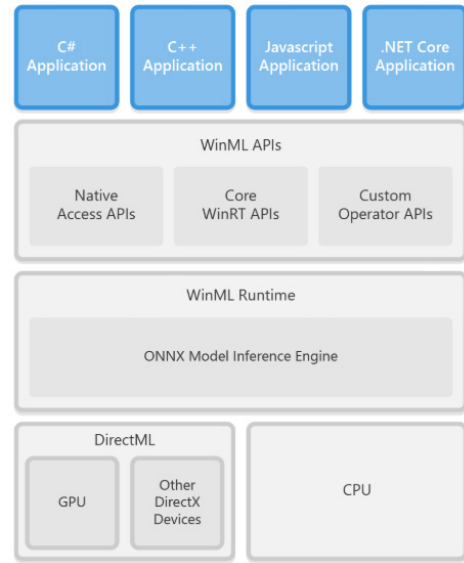 C#
Application
C++
Application
Javascript
Application
.NET Core
Application
WinML APIs
Native
Access APIs
Core
WinRT APIs
Custom
Operator APIs
WinML Runtime
ONNX Model Inference Engine
DirectML
GPU
Other
DirectX
Devices
CPU